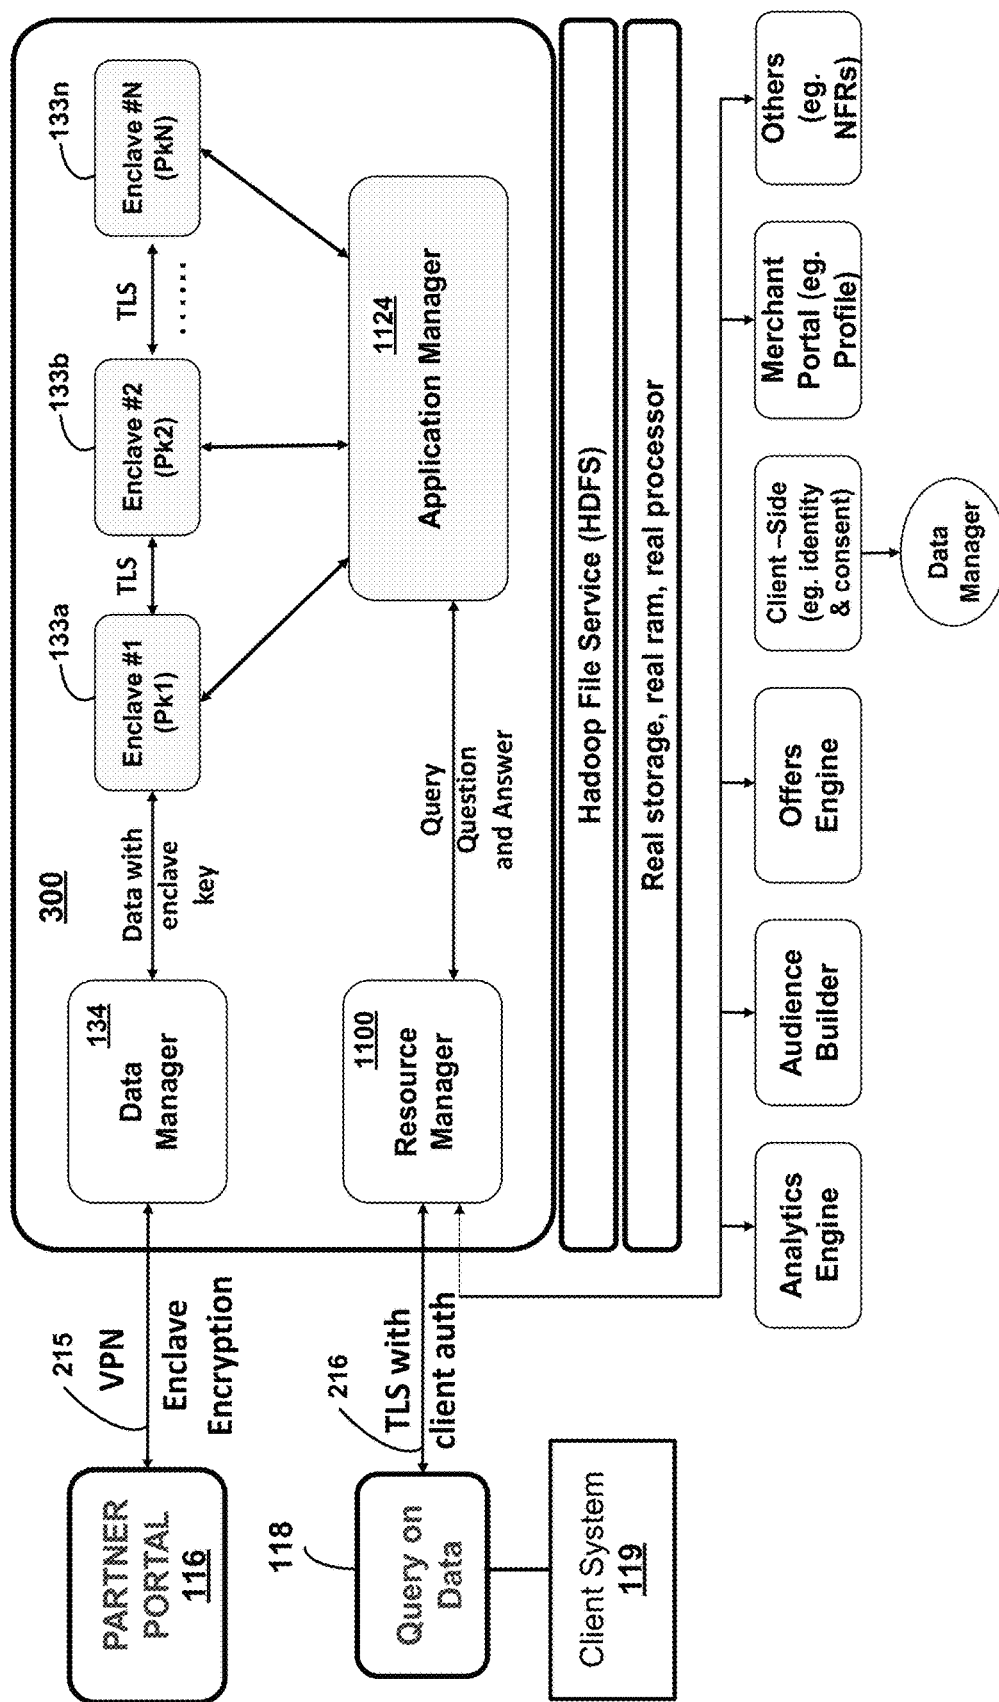 PARTNER
PORTAL
116
215
VPN
Enclave
Encryption
300
134
Data
Manager
Data with
enclave
key
133a
Enclave #1
(Pk1)
TLS
133b
Enclave #2
(Pk2)
TLS
......
133n
Enclave #N
(PkN)
118
Query on
Data
216
TLS with
client auth
1100
Resource
Manager
Query
Question
and Answer
1124
Application Manager
Client System
119
Hadoop File Service (HDFS)
Real storage, real ram, real processor
Analytics
Engine
Audience
Builder
Offers
Engine
Client –Side
(eg. identity
& consent)
Merchant
Portal (eg.
Profile)
Others
(eg.
NFRs)
Data
Manager